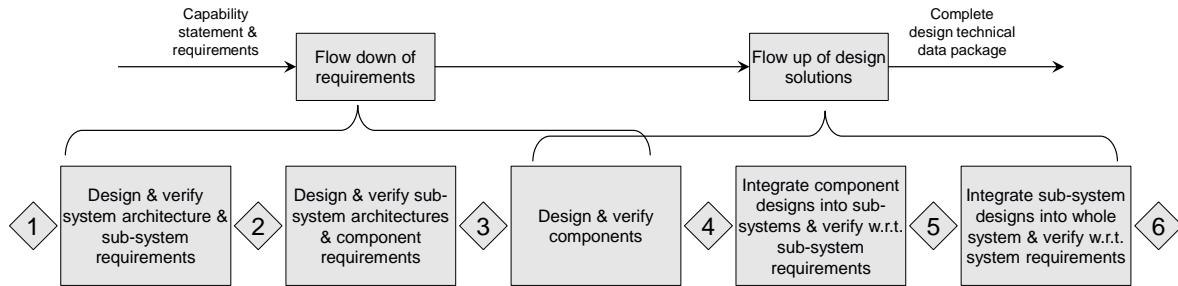 Capability
statement &
requirements
Flow down of
requirements
Flow up of design
solutions
Complete
design technical
data package
1
Design & verify
system architecture &
sub-system
requirements
2
Design & verify sub-
system architectures
& component
requirements
3
Design & verify
components
4
Integrate component
designs into sub-
systems & verify w.r.t.
sub-system
requirements
5
Integrate sub-system
designs into whole
system & verify w.r.t.
system requirements
6